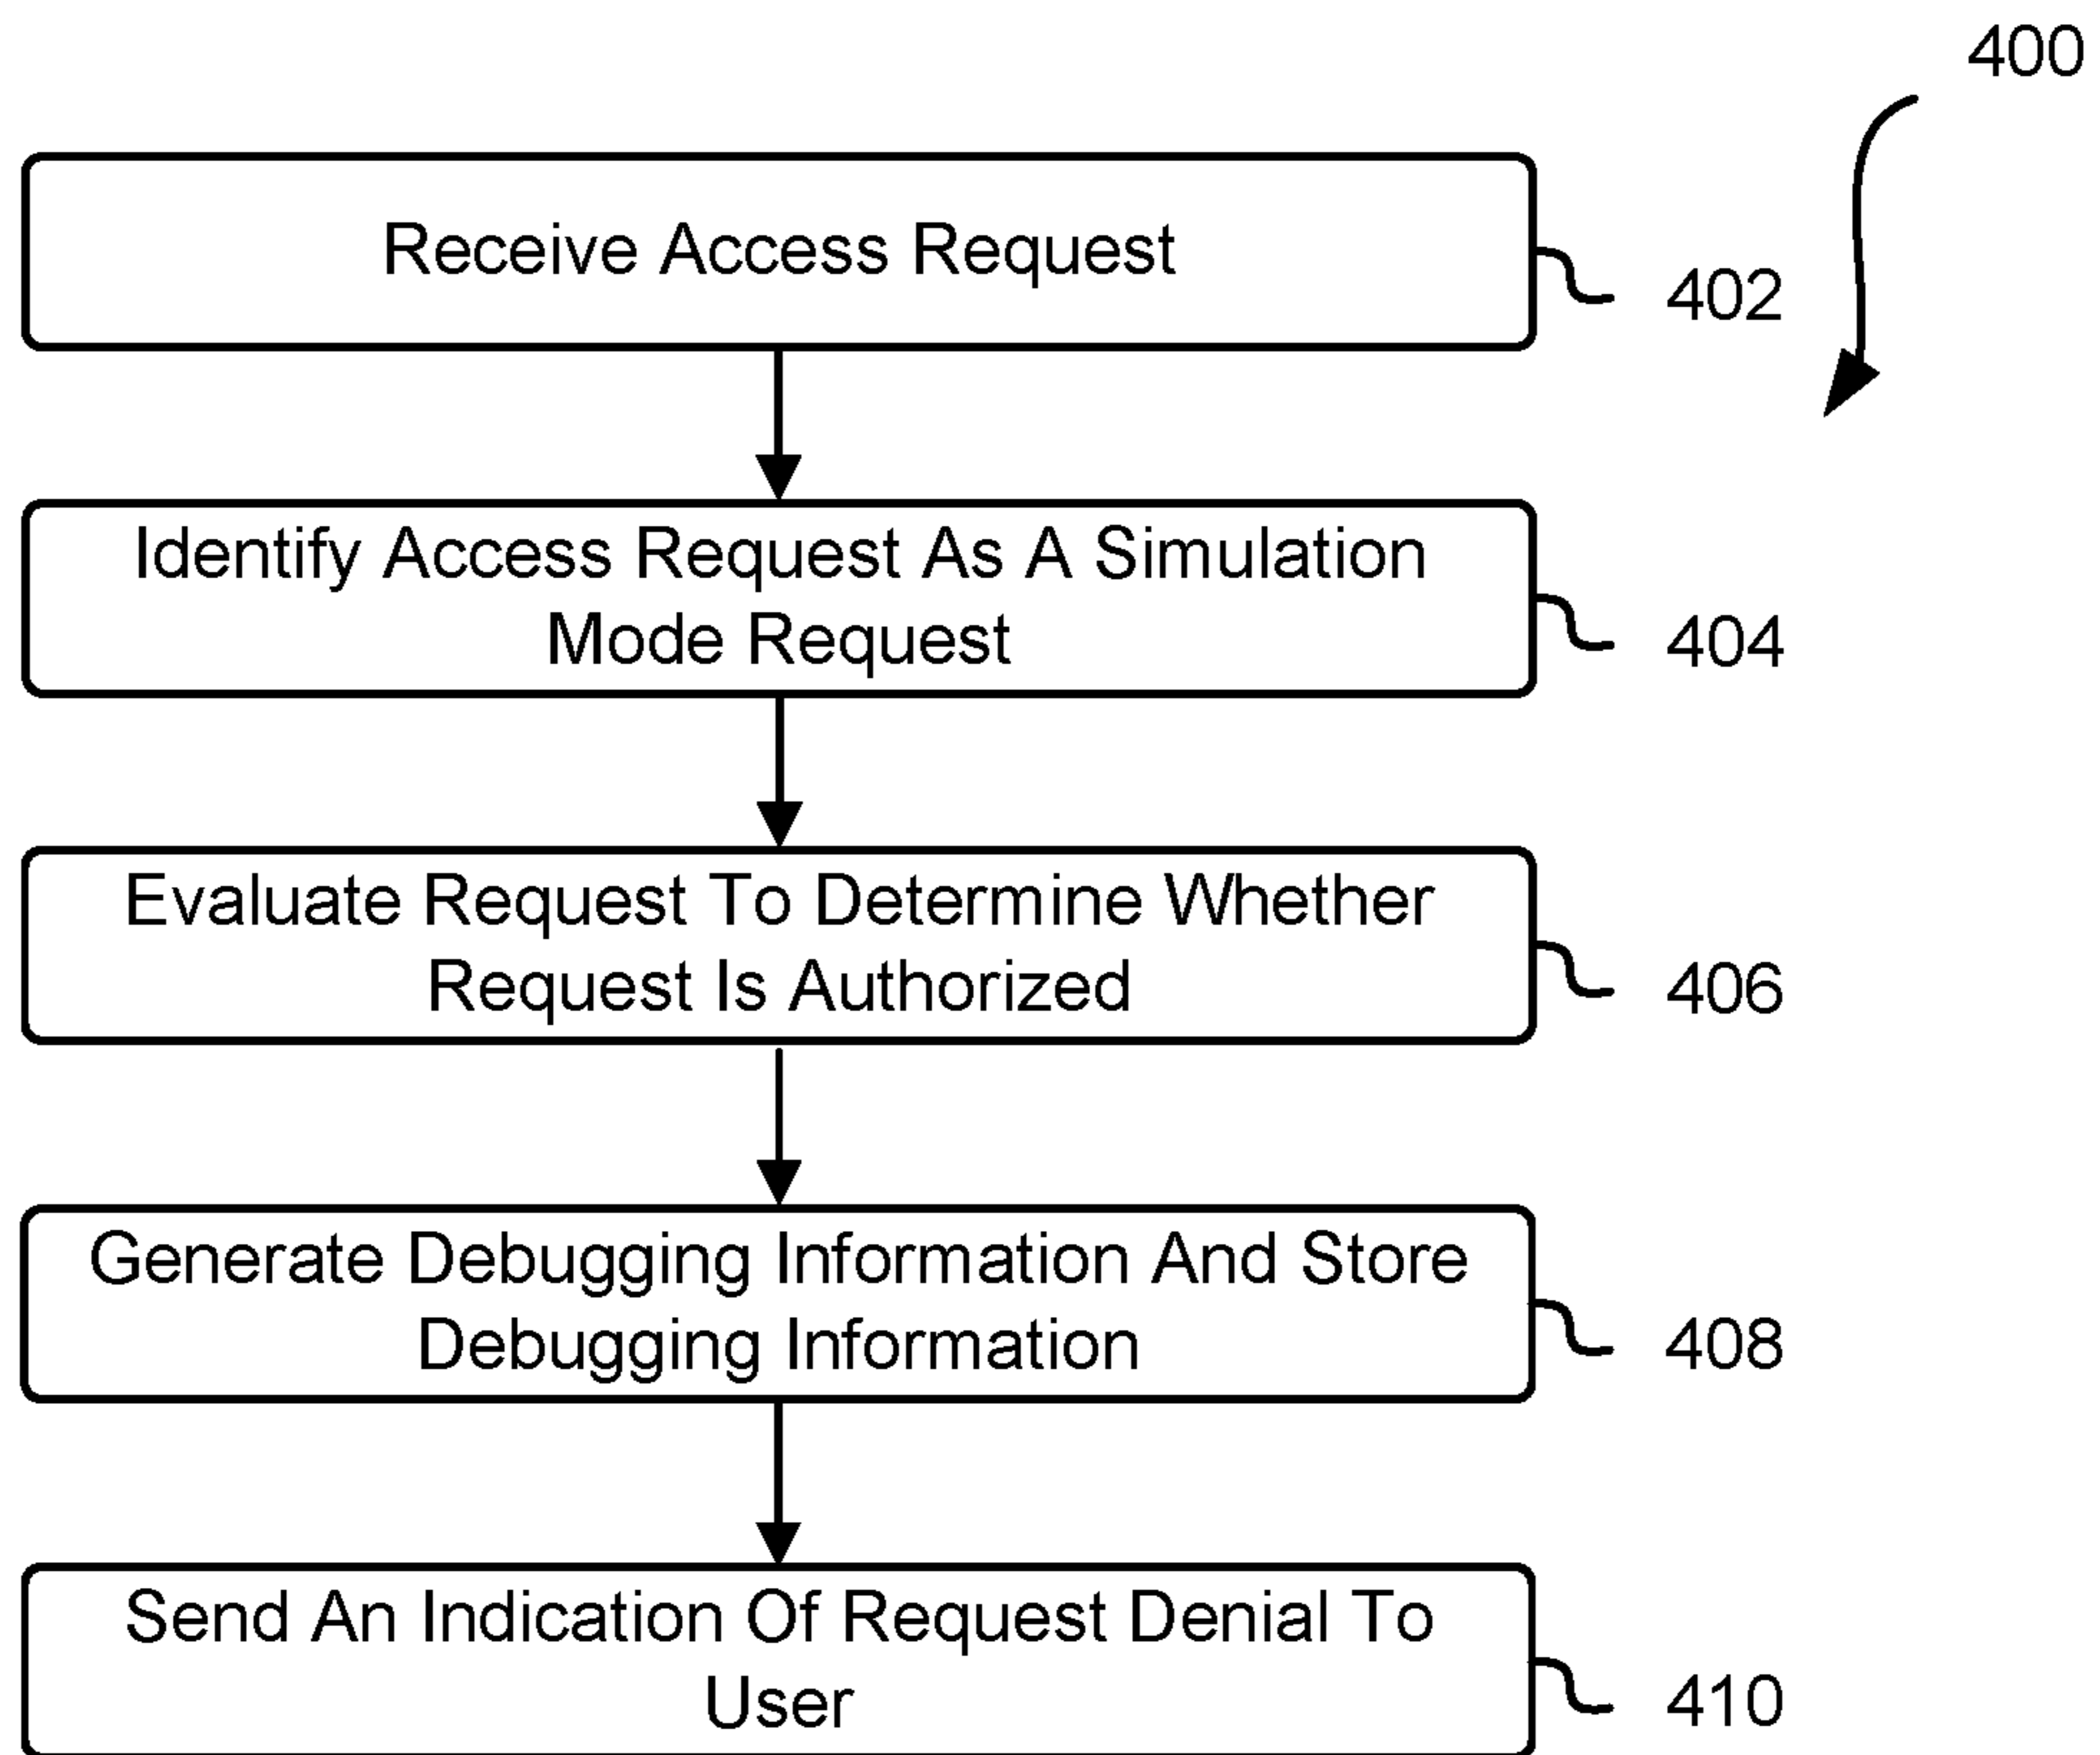 400
Receive Access Request
402
Identify Access Request As A Simulation
Mode Request
404
Evaluate Request To Determine Whether
Request Is Authorized
406
Generate Debugging Information And Store
Debugging Information
408
Send An Indication Of Request Denial To
User
410